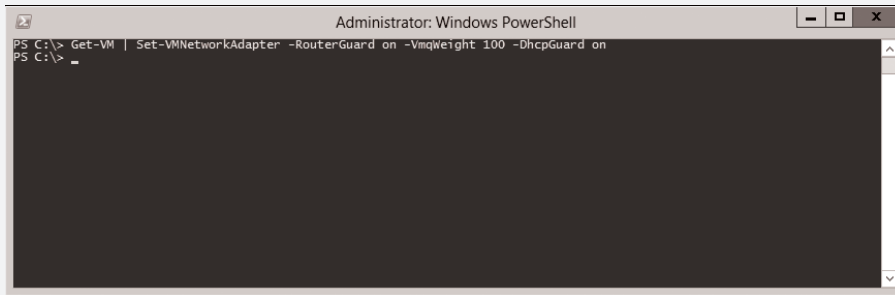 Administrator: Windows PowerShell
PS C:\> Get-VM | Set-VMNetworkAdapter -RouterGuard on -VmqWeight 100 -DhcpGuard on
PS C:\> _